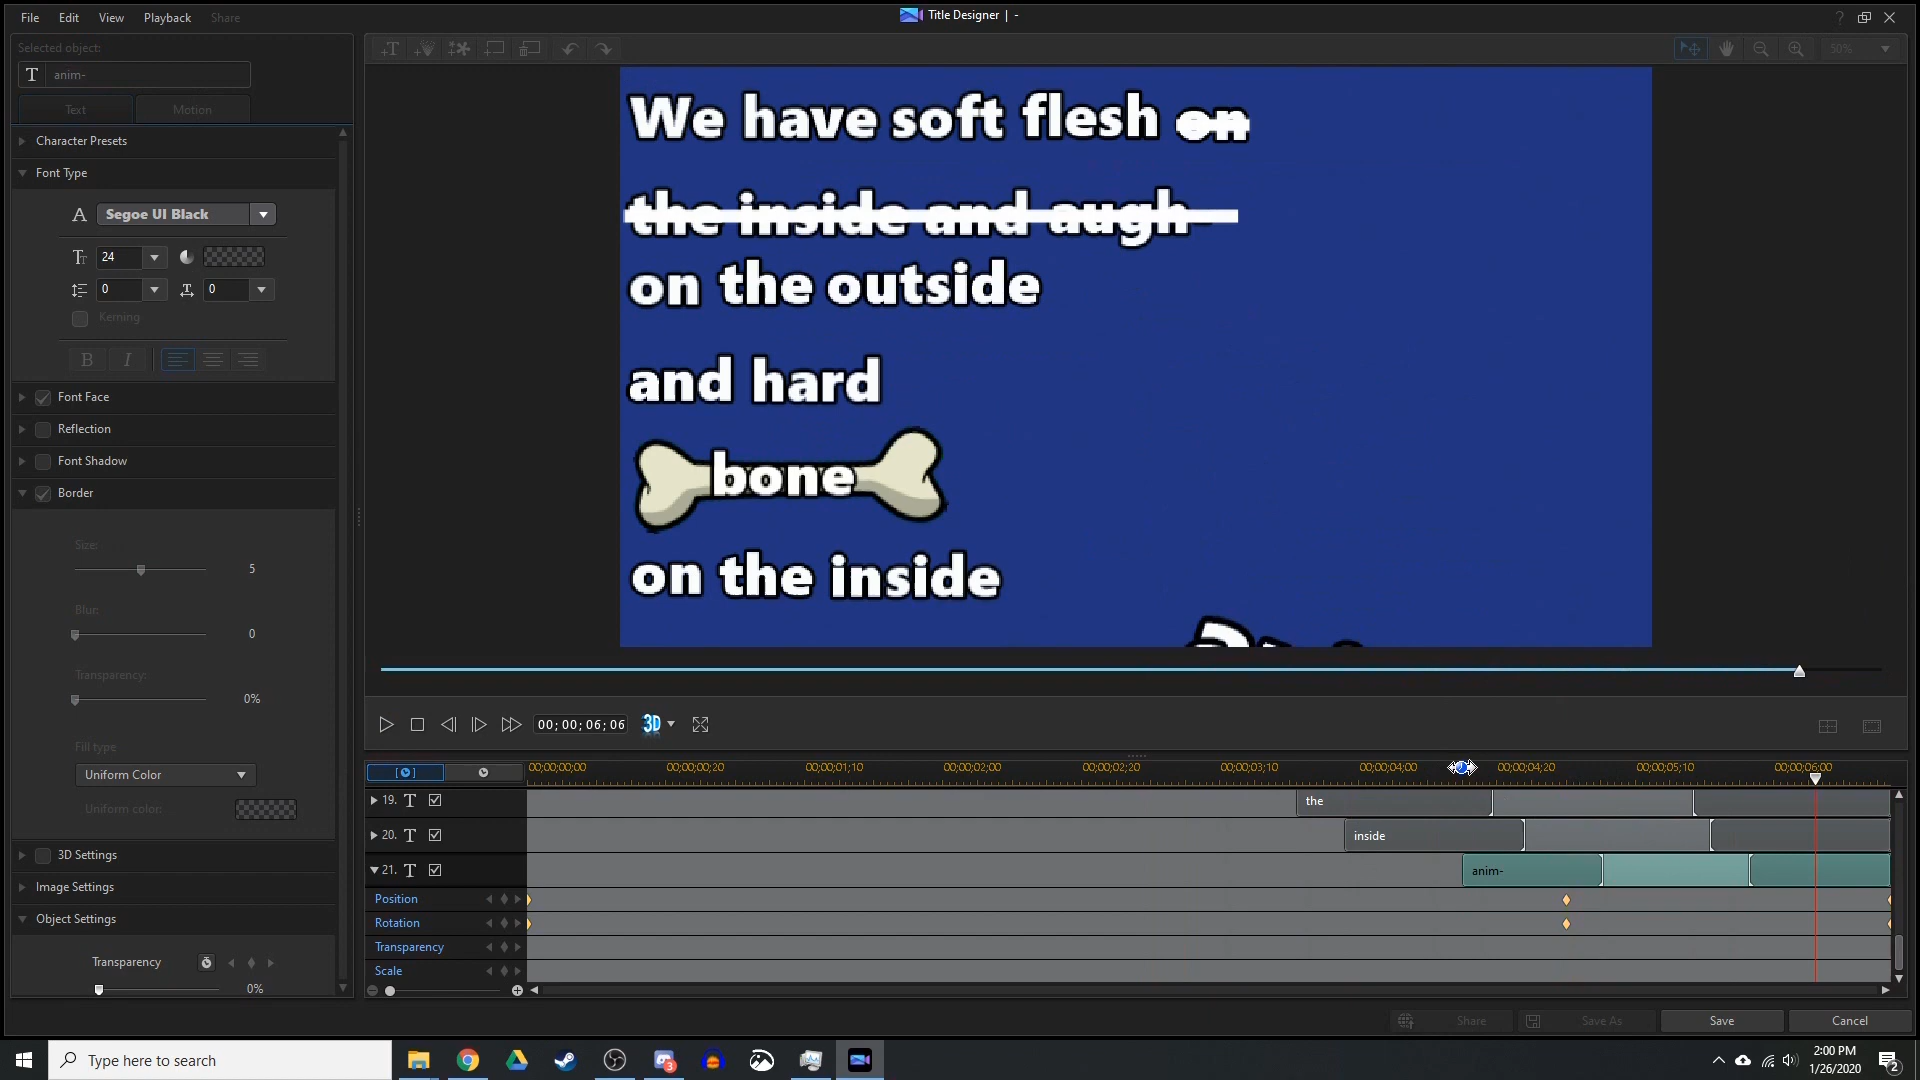 File Edit View Playback Share
Title Designer | -
?
Selected object:
T anim-
50%
Text Motion
Character Presets
Font Type
A Segoe UI Black
24
0 0
Kerning
B I
Font Face
Reflection
Font Shadow
Border
Size:
5
Blur:
0
Transparency:
0%
Fill type
Uniform Color
Uniform color:
3D Settings
Image Settings
Object Settings
Transparency
0%
We have soft flesh on
the inside and augh-
on the outside
and hard
bone
on the inside
00; 00; 06; 06 3D
00;00;00;00 00;00;00;20 00;00;01;10 00;00;02;00 00;00;02;20 00;00;03;10 00;00;04;00 00;00;04;20 00;00;05;10 00;00;06;00
19. T the
20. T inside
21. T anim-
Position
Rotation
Transparency
Scale
Share Save As Save Cancel
Type here to search
3
2:00 PM
1/26/2020
2